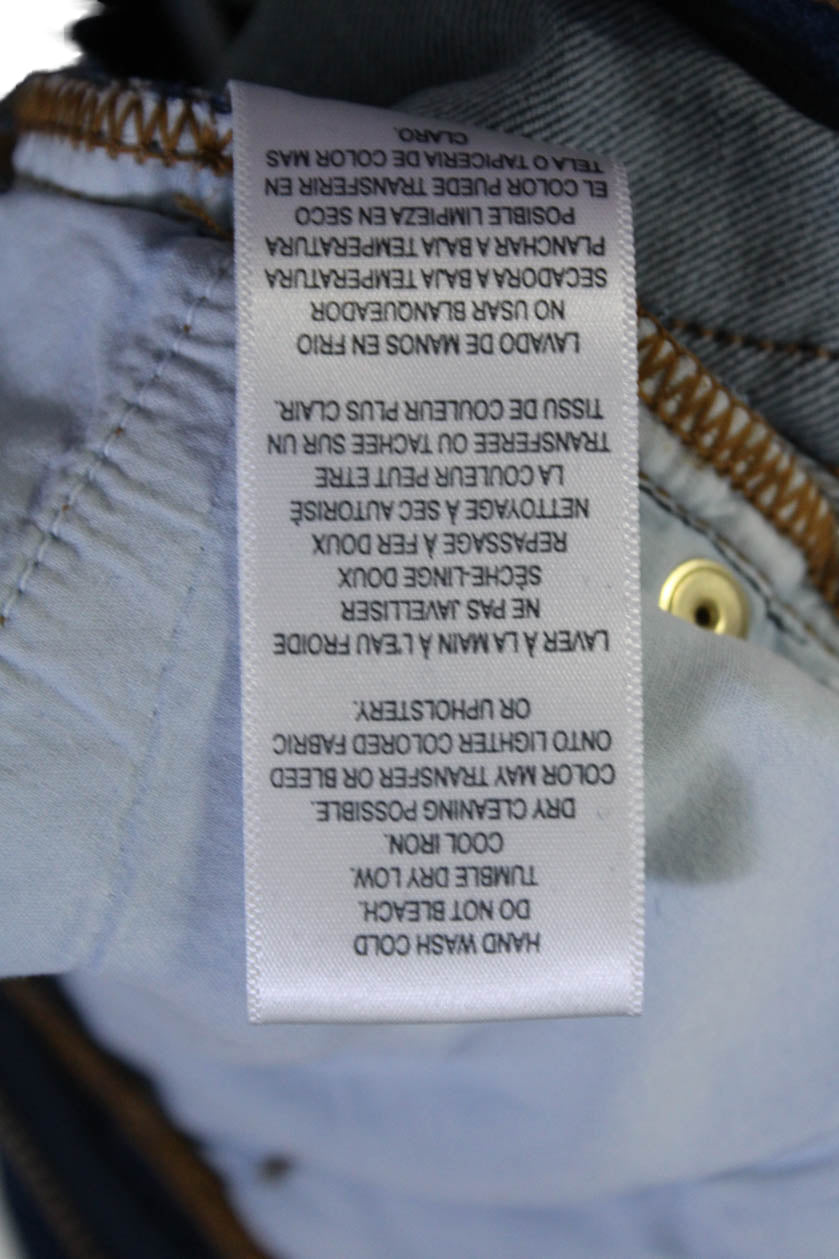 HAND WASH COLD
DO NOT BLEACH.
TUMBLE DRY LOW.
COOL IRON.
DRY CLEANING POSSIBLE.
COLOR MAY TRANSFER OR BLEED
ONTO LIGHTER COLORED FABRIC
OR UPHOLSTERY.
LAVER À LA MAIN À L'EAU FROIDE
NE PAS JAVELLISER
SÈCHE-LINGE DOUX
REPASSAGE À FER DOUX
NETTOYAGE À SEC AUTORISÉ
LA COULEUR PEUT ETRE
TRANSFEREE OU TACHEE SUR UN
TISSU DE COULEUR PLUS CLAIR.
LAVADO DE MANOS EN FRIO
NO USAR BLANQUEADOR
SECADORA A BAJA TEMPERATURA
PLANCHAR A BAJA TEMPERATURA
POSIBLE LIMPIEZA EN SECO
EL COLOR PUEDE TRANSFERIR EN
TELA O TAPICERIA DE COLOR MAS
CLARO.